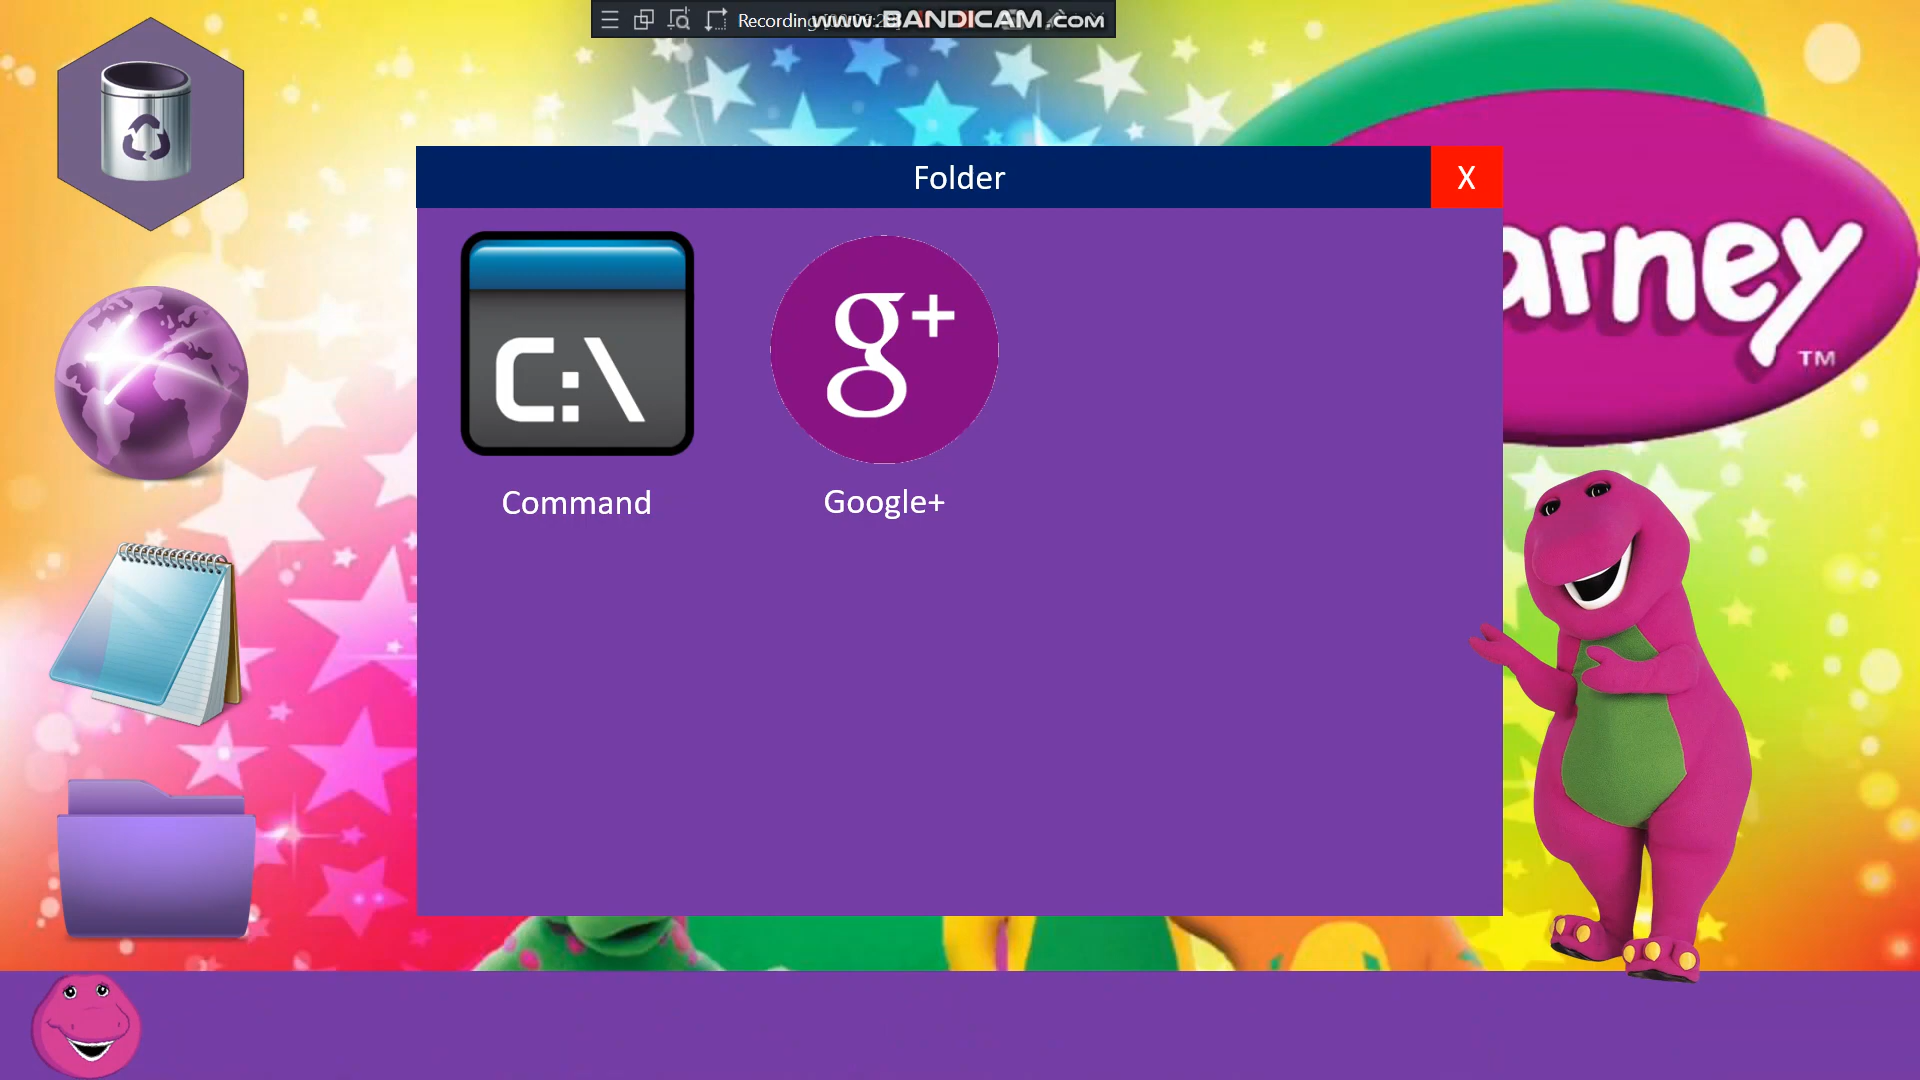 Recording
www.BANDICAM.com
Folder
X
arney
TM
C:\
g+
Command
Google+